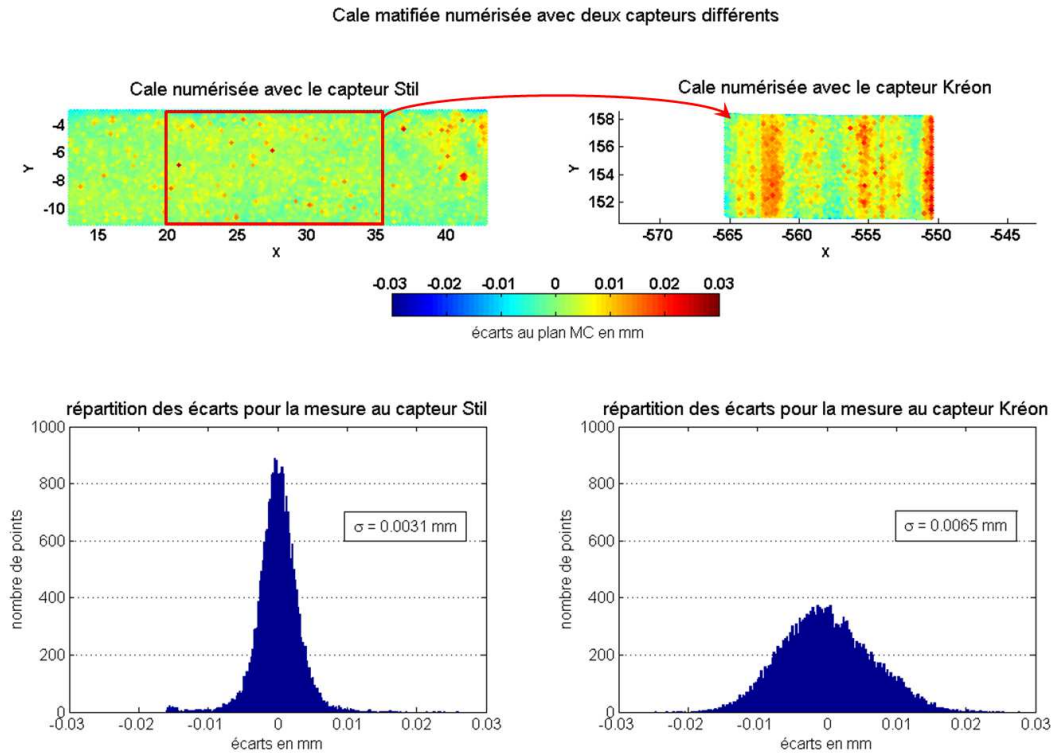 Cale matifiée numérisée avec deux capteurs différents
Cale numérisée avec le capteur Stil
Cale numérisée avec le capteur Kréon
-4
-6
-8
-10
Y
15 20 25 30 35 40
X
158
156
154
152
Y
-570 -565 -560 -555 -550 -545
X
-0.03 -0.02 -0.01 0 0.01 0.02 0.03
écarts au plan MC en mm
répartition des écarts pour la mesure au capteur Stil
1000
800
600
400
200
0
nombre de points
σ = 0.0031 mm
-0.03 -0.02 -0.01 0 0.01 0.02 0.03
écarts en mm
répartition des écarts pour la mesure au capteur Kréon
1000
800
600
400
200
0
nombre de points
σ = 0.0065 mm
-0.03 -0.02 -0.01 0 0.01 0.02 0.03
écarts en mm